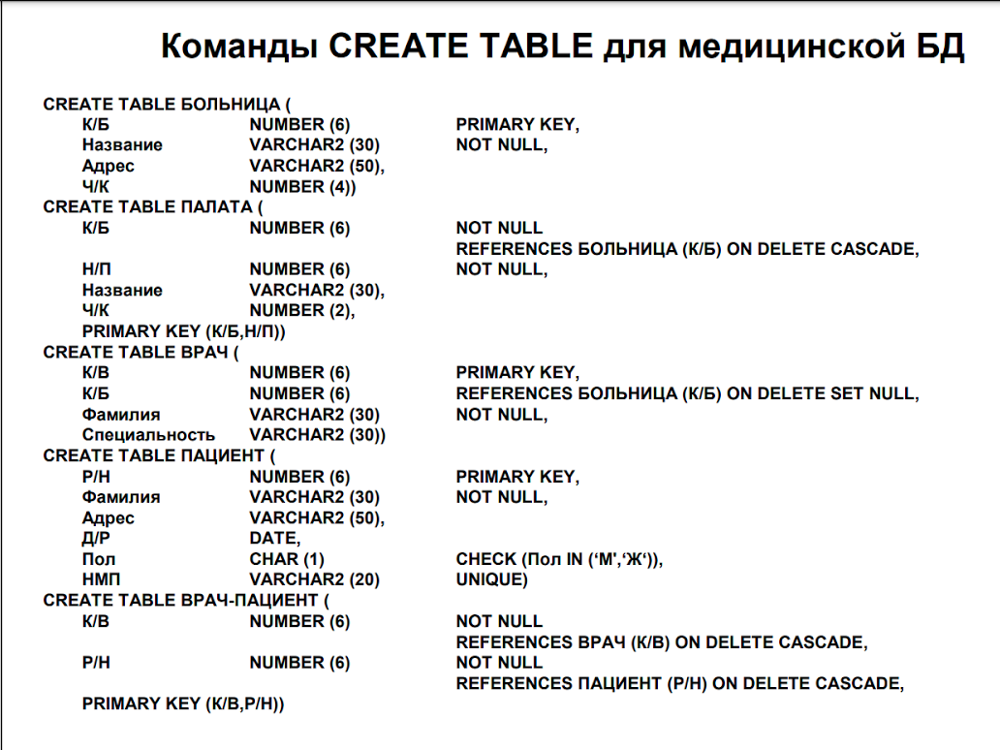 Команды CREATE TABLE для медицинской БД
CREATE TABLE БОЛЬНИЦА (
К/Б NUMBER (6) PRIMARY KEY,
Название VARCHAR2 (30) NOT NULL,
Адрес VARCHAR2 (50),
Ч/К NUMBER (4))
CREATE TABLE ПАЛАТА (
К/Б NUMBER (6) NOT NULL
REFERENCES БОЛЬНИЦА (К/Б) ON DELETE CASCADE,
Н/П NUMBER (6) NOT NULL,
Название VARCHAR2 (30),
Ч/К NUMBER (2),
PRIMARY KEY (К/Б,Н/П))
CREATE TABLE ВРАЧ (
К/В NUMBER (6) PRIMARY KEY,
К/Б NUMBER (6) REFERENCES БОЛЬНИЦА (К/Б) ON DELETE SET NULL,
Фамилия VARCHAR2 (30) NOT NULL,
Специальность VARCHAR2 (30))
CREATE TABLE ПАЦИЕНТ (
Р/Н NUMBER (6) PRIMARY KEY,
Фамилия VARCHAR2 (30) NOT NULL,
Адрес VARCHAR2 (50),
Д/Р DATE,
Пол CHAR (1) CHECK (Пол IN (‘М',‘Ж‘)),
НМП VARCHAR2 (20) UNIQUE)
CREATE TABLE ВРАЧ-ПАЦИЕНТ (
К/В NUMBER (6) NOT NULL
REFERENCES ВРАЧ (К/В) ON DELETE CASCADE,
Р/Н NUMBER (6) NOT NULL
REFERENCES ПАЦИЕНТ (Р/Н) ON DELETE CASCADE,
PRIMARY KEY (К/В,Р/Н))